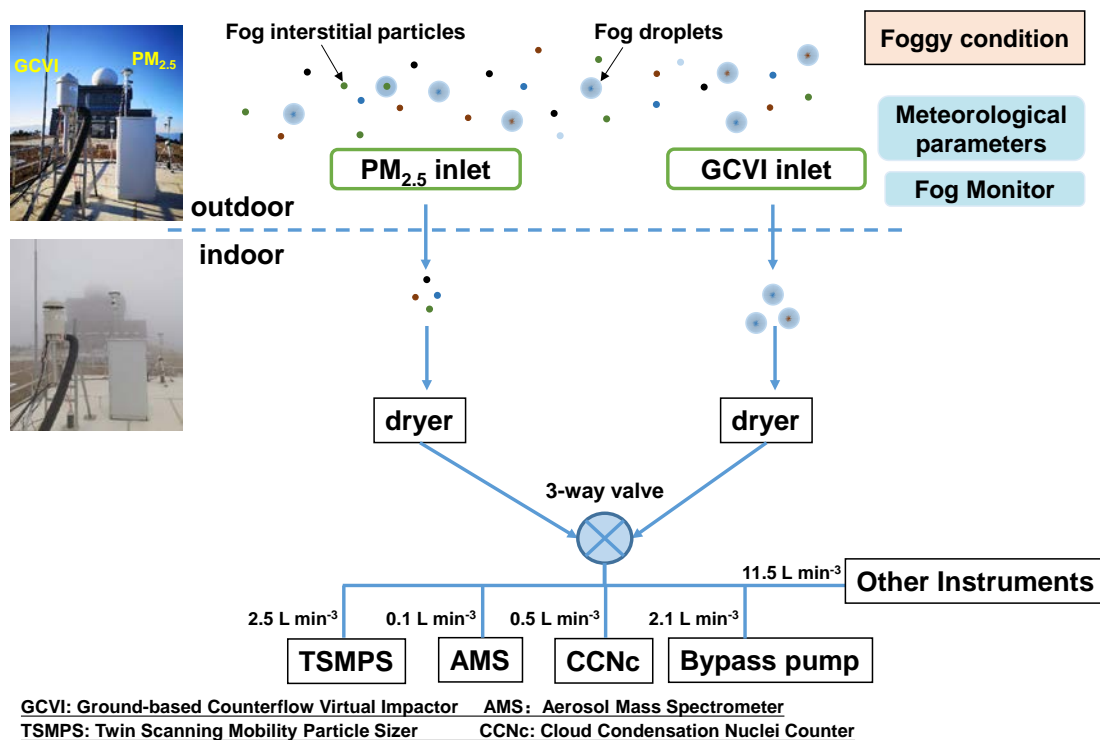 GCVI
PM2.5
Fog interstitial particles
Fog droplets
Foggy condition
Meteorological
parameters
Fog Monitor
PM2.5 inlet
GCVI inlet
outdoor
indoor
dryer
dryer
3-way valve
11.5 L min-3
Other Instruments
2.5 L min-3
0.1 L min-3
0.5 L min-3
2.1 L min-3
TSMPS
AMS
CCNc
Bypass pump
GCVI: Ground-based Counterflow Virtual Impactor AMS: Aerosol Mass Spectrometer
TSMPS: Twin Scanning Mobility Particle Sizer CCNc: Cloud Condensation Nuclei Counter